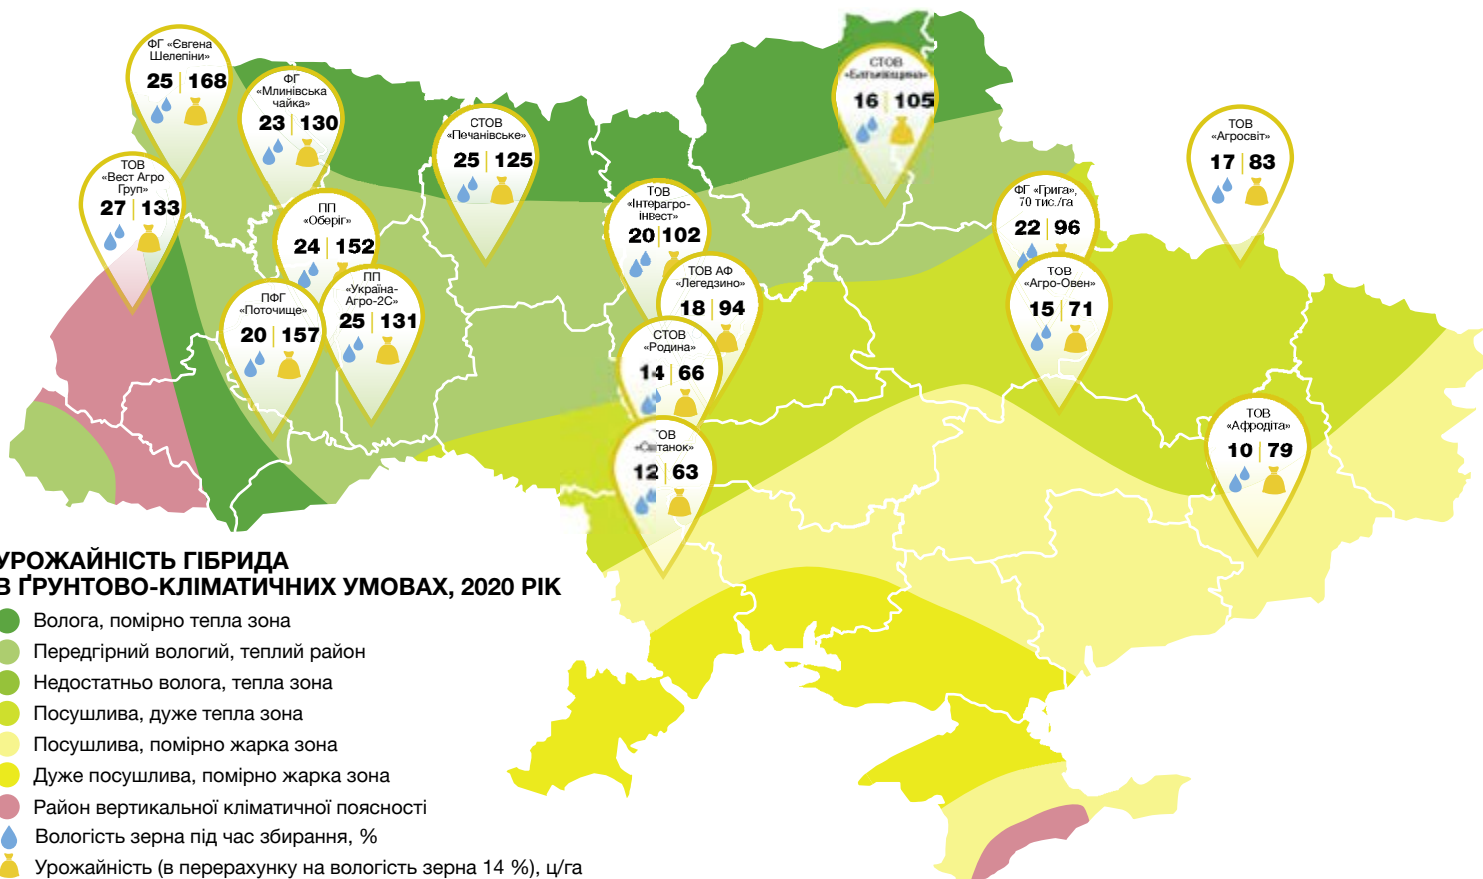 ФГ «Євгена
Шелепіни»
25 | 168
ФГ
«Млинівська
чайка»
23 | 130
СТОВ
«Печанівське»
25 | 125
СТОВ
«Батьківщина»
16 | 105
ТОВ
«Агросвіт»
17 | 83
ТОВ
«Вест Агро
Груп»
27 | 133
ПП
«Оберіг»
24 | 152
ТОВ
«Інтерагро-
інвест»
20 | 102
ФГ «Грига»,
70 тис./га
22 | 96
ПФГ
«Поточище»
20 | 157
ПП
«Україна-
Агро-2С»
25 | 131
ТОВ АФ
«Легедзино»
18 | 94
ТОВ
«Агро-Овен»
15 | 71
СТОВ
«Родина»
14 | 66
ТОВ
«Світанок»
12 | 63
ТОВ
«Афродіта»
10 | 79
УРОЖАЙНІСТЬ ГІБРИДА
В ҐРУНТОВО-КЛІМАТИЧНИХ УМОВАХ, 2020 РІК
Волога, помірно тепла зона
Передгірний вологий, теплий район
Недостатньо волога, тепла зона
Посушлива, дуже тепла зона
Посушлива, помірно жарка зона
Дуже посушлива, помірно жарка зона
Район вертикальної кліматичної поясності
Вологість зерна під час збирання, %
Урожайність (в перерахунку на вологість зерна 14 %), ц/га